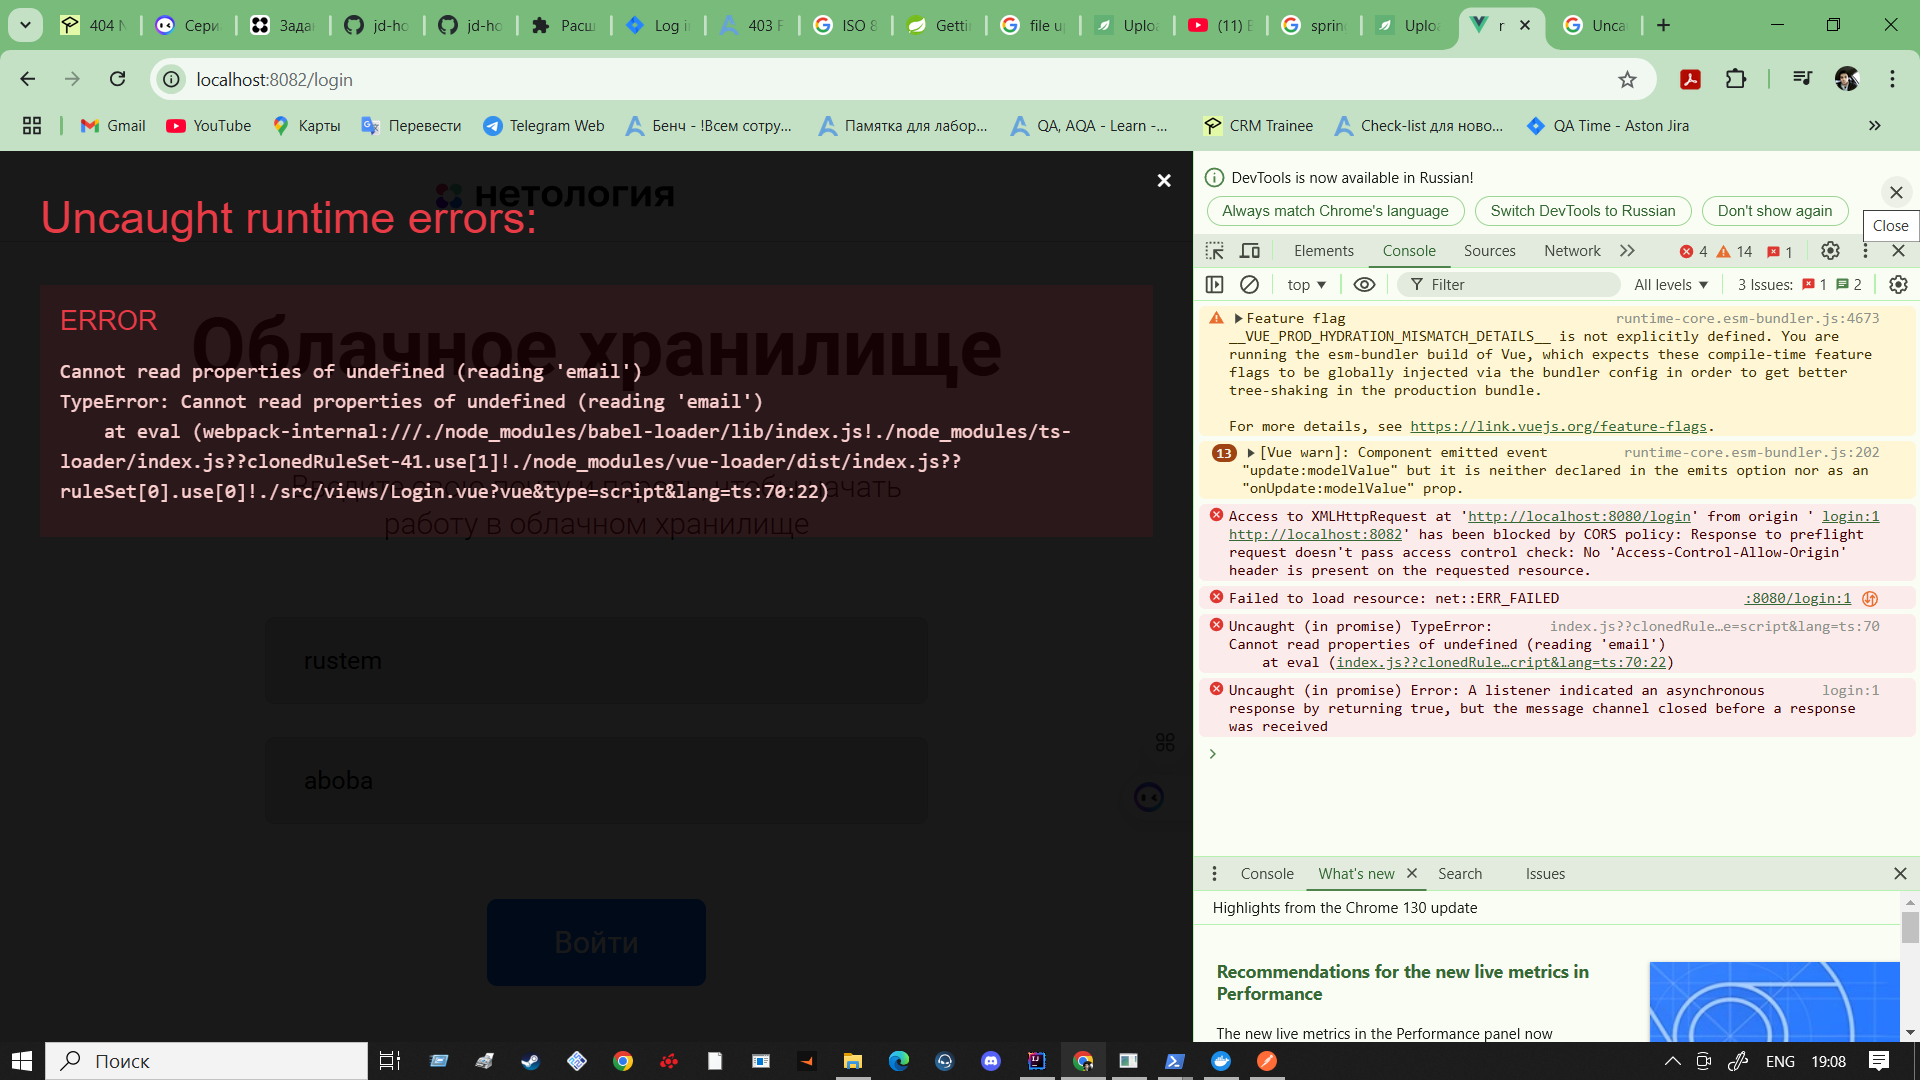 404 N
Сери
Зада
jd-ho
jd-ho
Расш
Log in
403 F
ISO 8
Gettin
file up
Uploa
(11) E
spring
Uploa
r
Unca
localhost:8082/login
Gmail
YouTube
Карты
Перевести
Telegram Web
Бенч - !Всем сотру...
Памятка для лабор...
QA, AQA - Learn -...
CRM Trainee
Check-list для ново...
QA Time - Aston Jira
нетология
Uncaught runtime errors:
ERROR
Облачное хранилище
Cannot read properties of undefined (reading 'email')
TypeError: Cannot read properties of undefined (reading 'email')
at eval (webpack-internal:///./node_modules/babel-loader/lib/index.js!./node_modules/ts-
loader/index.js??clonedRuleSet-41.use[1]!./node_modules/vue-loader/dist/index.js??
ruleSet[0].use[0]!./src/views/Login.vue?vue&type=script&lang=ts:70:22)
Введите свою почту и пароль, чтобы начать
работу в облачном хранилище
rustem
aboba
Войти
DevTools is now available in Russian!
Always match Chrome's language
Switch DevTools to Russian
Don't show again
Close
Elements
Console
Sources
Network
4
14
1
top
Filter
All levels
3 Issues:
1
2
Feature flag runtime-core.esm-bundler.js:4673
__VUE_PROD_HYDRATION_MISMATCH_DETAILS__ is not explicitly defined. You are
running the esm-bundler build of Vue, which expects these compile-time feature
flags to be globally injected via the bundler config in order to get better
tree-shaking in the production bundle.
For more details, see https://link.vuejs.org/feature-flags.
13 [Vue warn]: Component emitted event runtime-core.esm-bundler.js:202
"update:modelValue" but it is neither declared in the emits option nor as an
"onUpdate:modelValue" prop.
Access to XMLHttpRequest at 'http://localhost:8080/login' from origin ' login:1
http://localhost:8082' has been blocked by CORS policy: Response to preflight
request doesn't pass access control check: No 'Access-Control-Allow-Origin'
header is present on the requested resource.
Failed to load resource: net::ERR_FAILED :8080/login:1
Uncaught (in promise) TypeError: index.js??clonedRule…e=script&lang=ts:70
Cannot read properties of undefined (reading 'email')
at eval (index.js??clonedRule…cript&lang=ts:70:22)
Uncaught (in promise) Error: A listener indicated an asynchronous login:1
response by returning true, but the message channel closed before a response
was received
Console
What's new
Search
Issues
Highlights from the Chrome 130 update
Recommendations for the new live metrics in
Performance
The new live metrics in the Performance panel now
Поиск
ENG
19:08